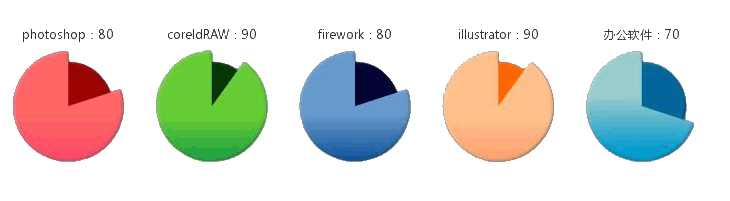 photoshop：80
coreldRAW：90
firework：80
illustrator：90
办公软件：70